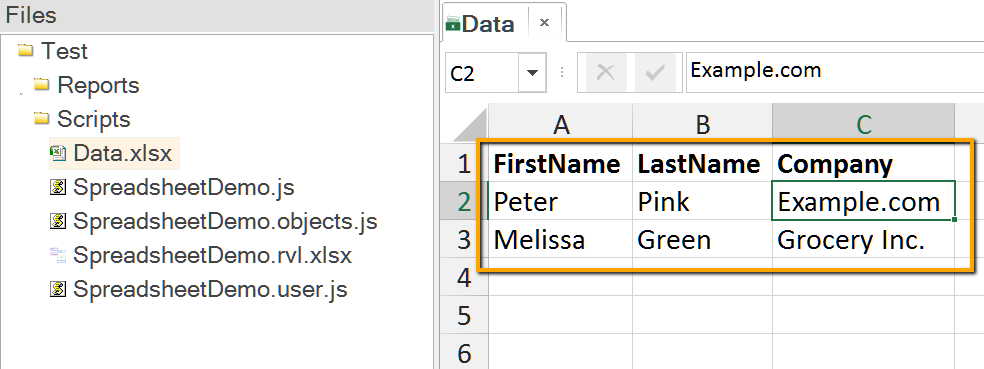 Files
Test
Reports
Scripts
Data.xlsx
SpreadsheetDemo.js
SpreadsheetDemo.objects.js
SpreadsheetDemo.rvl.xlsx
SpreadsheetDemo.user.js
Data
C2 Example.com
A B C
1 FirstName LastName Company
2 Peter Pink Example.com
3 Melissa Green Grocery Inc.
4
5
6